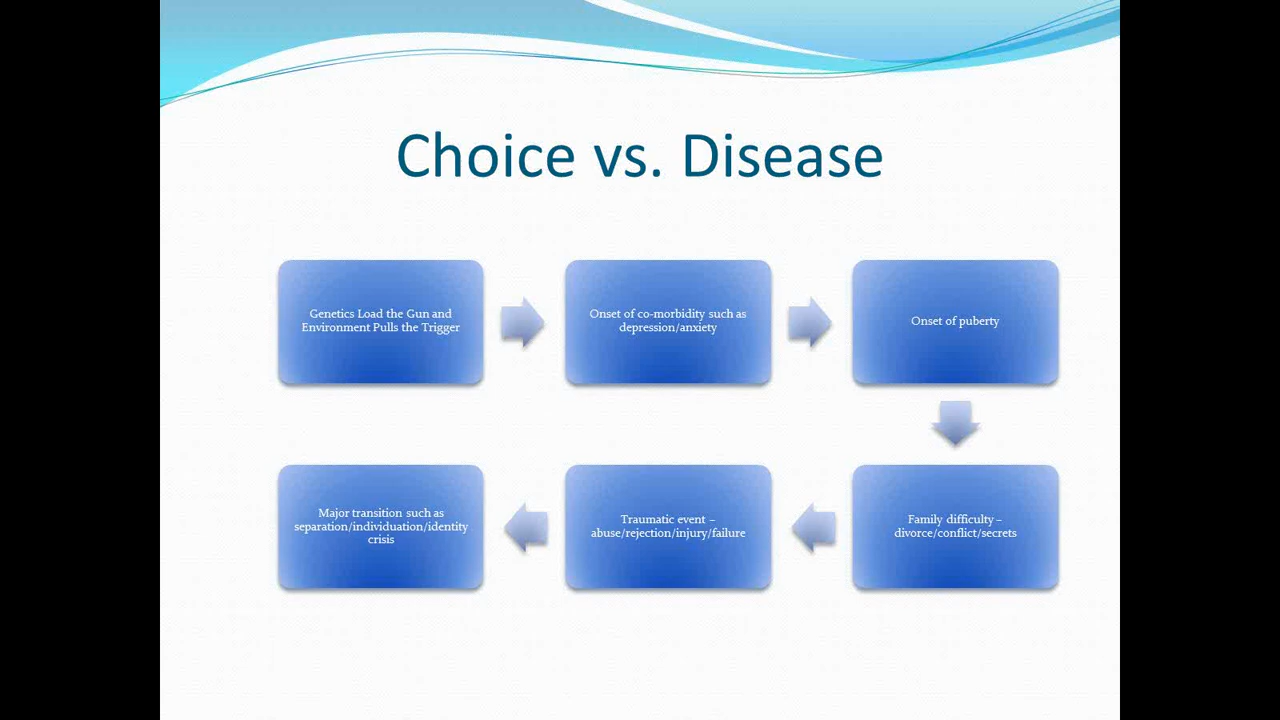 Choice vs. Disease
Genetics Load the Gun and
Environment Pulls the Trigger
Onset of co-morbidity such as
depression/anxiety
Onset of puberty
Family difficulty –
divorce/conflict/secrets
Traumatic event –
abuse/rejection/injury/failure
Major transition such as
separation/individuation/identity
crisis